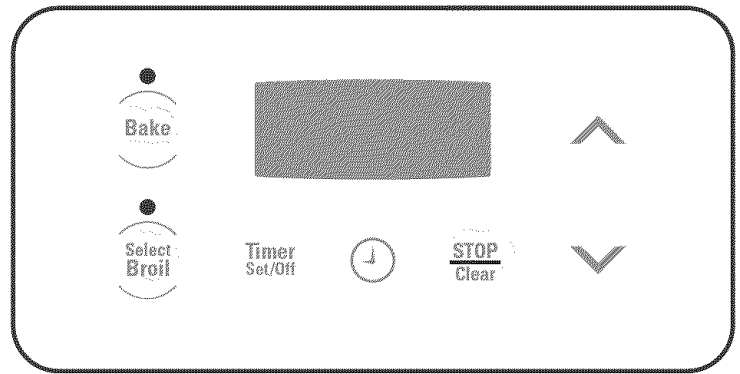 Bake
Select
Broil
Timer
Set/Off
STOP
Clear